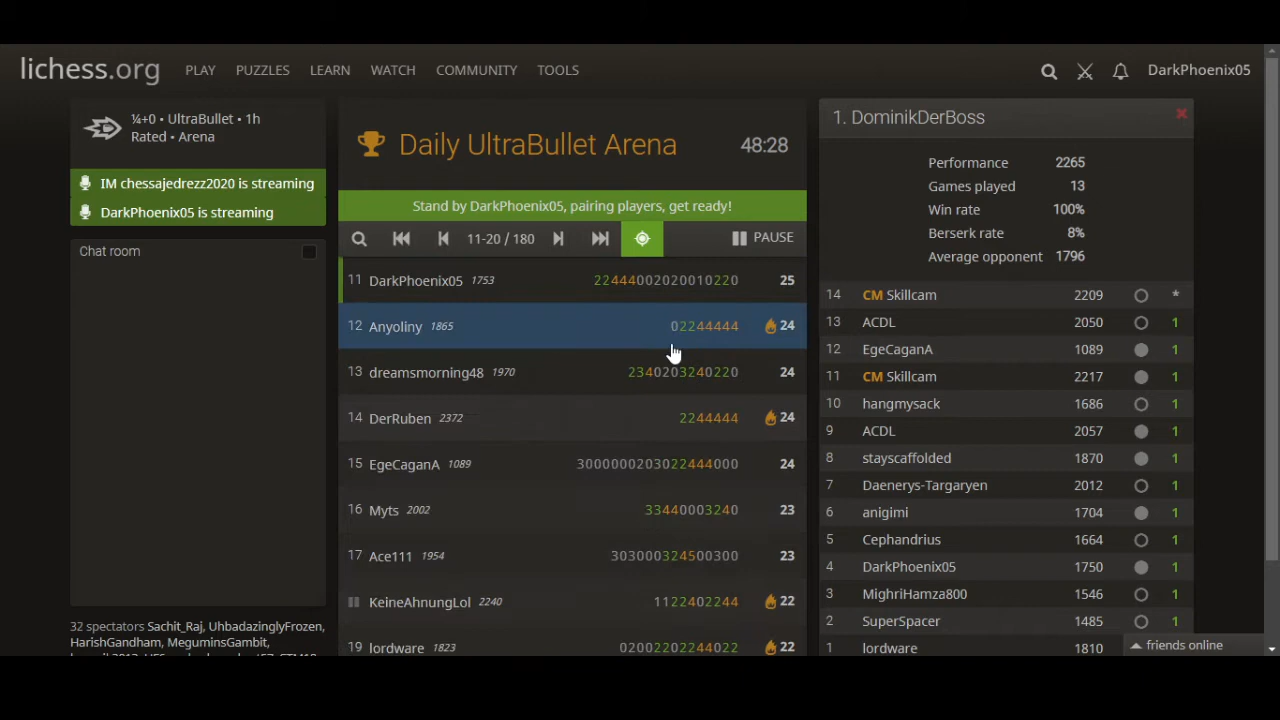 lichess.org PLAY PUZZLES LEARN WATCH COMMUNITY TOOLS DarkPhoenix05
¼+0 • UltraBullet • 1h
Rated • Arena
IM chessajedrezz2020 is streaming
DarkPhoenix05 is streaming
Chat room
32 spectators Sachit_Raj, UhbadazinglyFrozen,
HarishGandham, MeguminsGambit,
Daily UltraBullet Arena 48:28
Stand by DarkPhoenix05, pairing players, get ready!
11-20 / 180 PAUSE
11 DarkPhoenix05 1753 22444002020010220 25
12 Anyoliny 1865 02244444 24
13 dreamsmorning48 1970 2340203240220 24
14 DerRuben 2372 2244444 24
15 EgeCaganA 1089 3000000203022444000 24
16 Myts 2002 33440003240 23
17 Ace111 1954 303000324500300 23
KeineAhnungLol 2240 1122402244 22
19 lordware 1823 02002202244022 22
1. DominikDerBoss
Performance 2265
Games played 13
Win rate 100%
Berserk rate 8%
Average opponent 1796
14 CM Skillcam 2209 *
13 ACDL 2050 1
12 EgeCaganA 1089 1
11 CM Skillcam 2217 1
10 hangmysack 1686 1
9 ACDL 2057 1
8 stayscaffolded 1870 1
7 Daenerys-Targaryen 2012 1
6 anigimi 1704 1
5 Cephandrius 1664 1
4 DarkPhoenix05 1750 1
3 MighriHamza800 1546 1
2 SuperSpacer 1485 1
1 lordware 1810 1
friends online